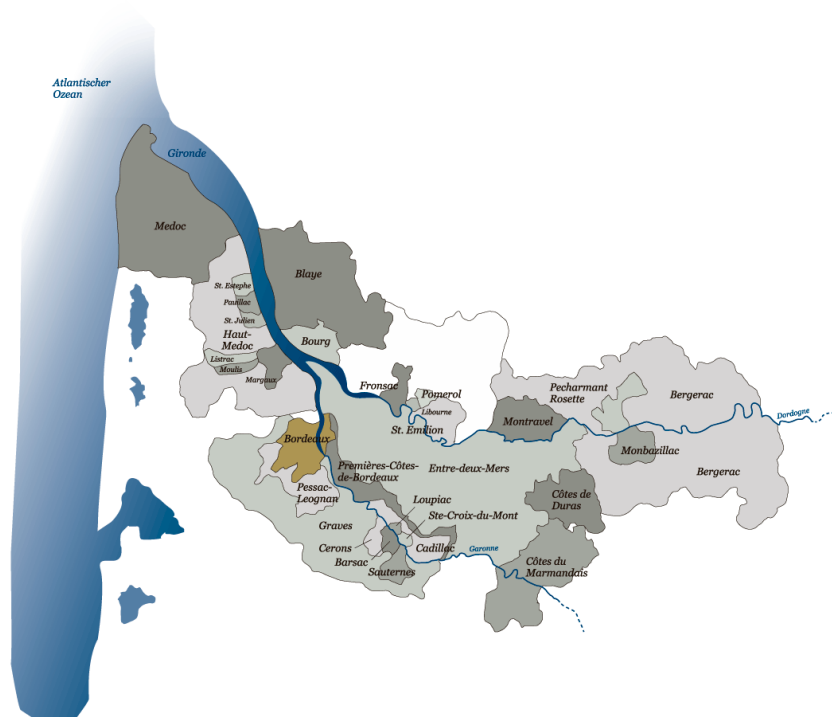 Atlantischer
Ozean
Gironde
Medoc
Blaye
St. Estephe
Pauillac
St. Julien
Haut-
Medoc
Bourg
Listrac
Moulis
Margaux
Fronsac
Pomerol
Libourne
St. Emilion
Pecharmant
Rosette
Bergerac
Montravel
Dordogne
Monbazillac
Bergerac
Bordeaux
Premières-Côtes-
de-Bordeaux
Entre-deux-Mers
Pessac-
Leognan
Côtes de
Duras
Loupiac
Ste-Croix-du-Mont
Graves
Cerons
Cadillac
Garonne
Barsac
Sauternes
Côtes du
Marmandais